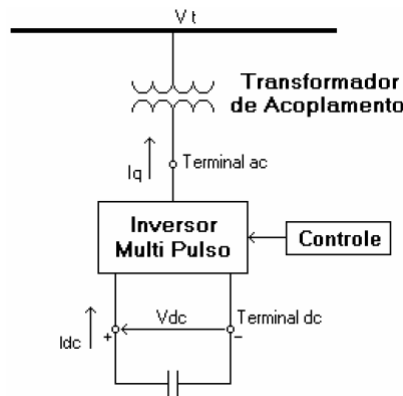 Vt
Transformador
de Acoplamento
Iq
Terminal ac
Inversor
Multi Pulso
Controle
Vdc
Terminal dc
Idc
+
−